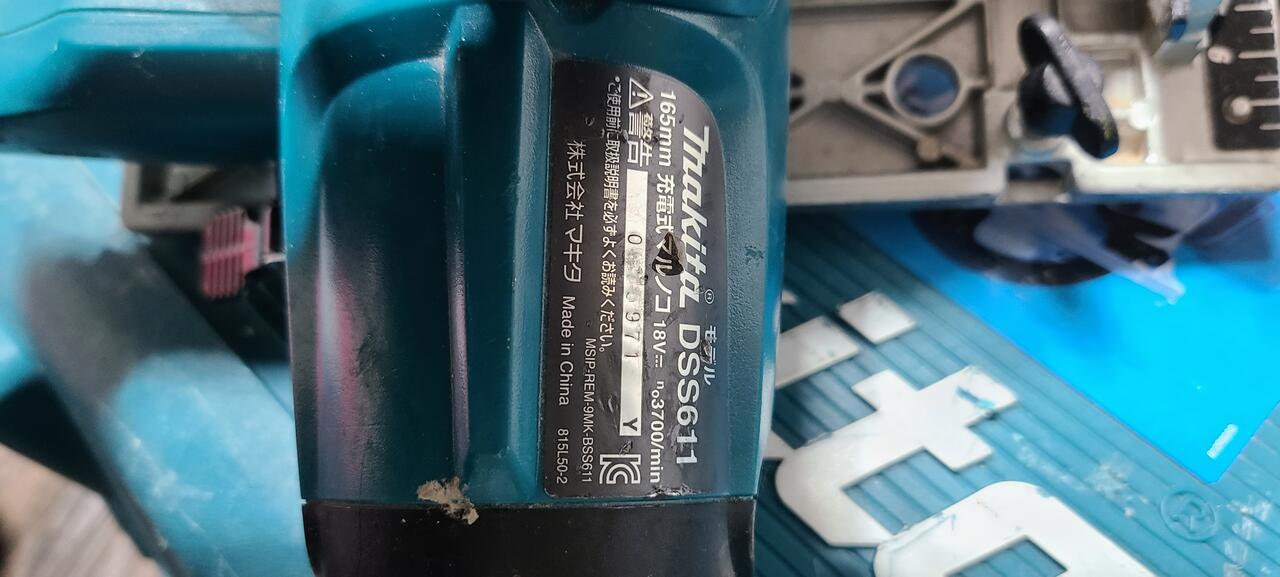 makita® モデル DSS611
165mm 充電式マルノコ 18V⎓ n₀3700/min
⚠警告
971 Y
•ご使用前に取扱説明書を必ずよくお読みください。
MSIP-REM-9MK-BSS611
株式会社 マキタ Made in China 815L50-2